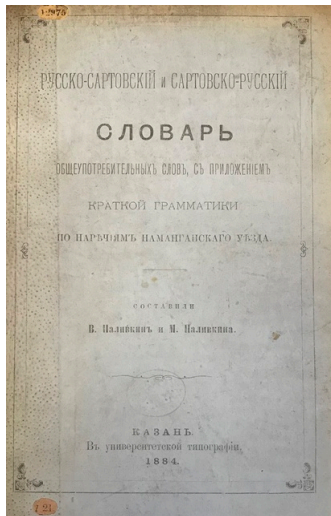 12975
РУССКО-САРТОВСКІЙ и САРТОВСКО-РУССКІЙ
СЛОВАРЬ
ОБЩЕУПОТРЕБИТЕЛЬНЫХЪ СЛОВЪ, СЪ ПРИЛОЖЕНІЕМЪ
КРАТКОЙ ГРАММАТИКИ
ПО НАРѢЧІЯМЪ НАМАНГАНСКАГО УѢЗДА.
СОСТАВИЛИ
В. Наливкинъ и М. Наливкина.
КАЗАНЬ.
Въ университетской типографіи,
1884.